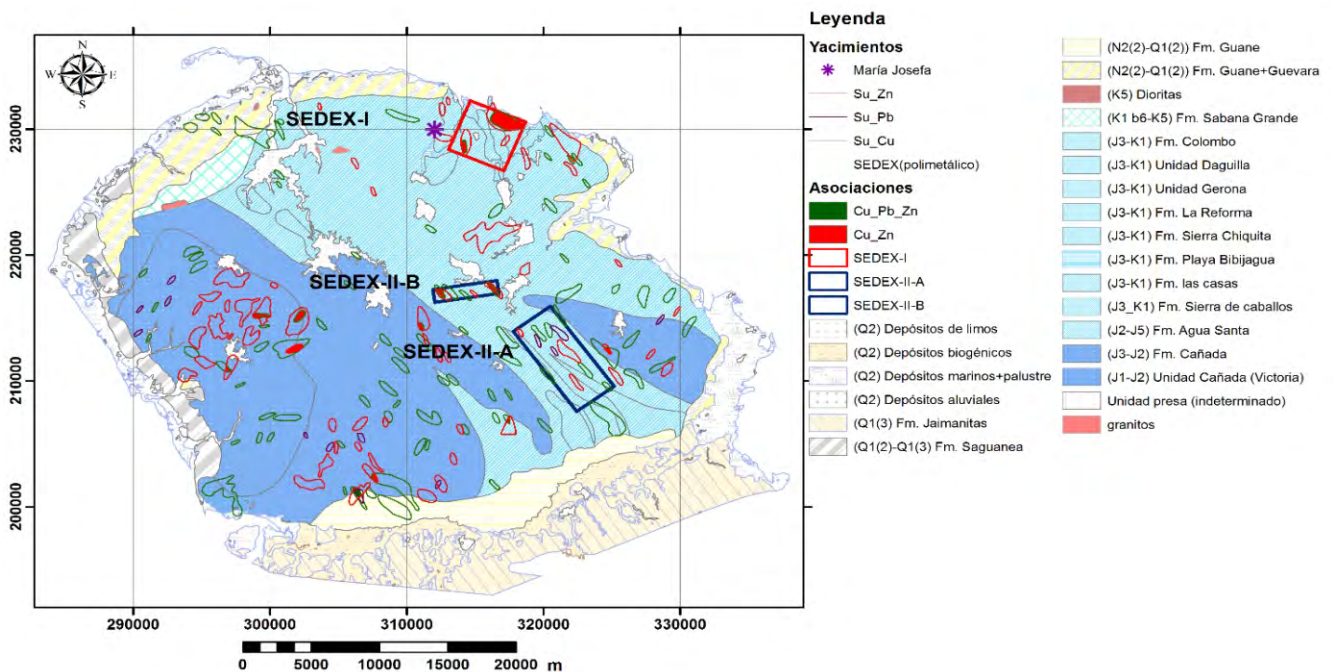 N
W
E
S
SEDEX-I
SEDEX-II-B
SEDEX-II-A
230000
220000
210000
200000
290000
300000
310000
320000
330000
0 5000 10000 15000 20000 m
Leyenda
Yacimientos
María Josefa
Su_Zn
Su_Pb
Su_Cu
SEDEX(polimetálico)
Asociaciones
Cu_Pb_Zn
Cu_Zn
SEDEX-I
SEDEX-II-A
SEDEX-II-B
(Q2) Depósitos de limos
(Q2) Depósitos biogénicos
(Q2) Depósitos marinos+palustre
(Q2) Depósitos aluviales
(Q1(3) Fm. Jaimanitas
(Q1(2)-Q1(3) Fm. Saguanea
(N2(2)-Q1(2)) Fm. Guane
(N2(2)-Q1(2)) Fm. Guane+Guevara
(K5) Dioritas
(K1 b6-K5) Fm. Sabana Grande
(J3-K1) Fm. Colombo
(J3-K1) Unidad Daguilla
(J3-K1) Unidad Gerona
(J3-K1) Fm. La Reforma
(J3-K1) Fm. Sierra Chiquita
(J3-K1) Fm. Playa Bibijagua
(J3-K1) Fm. las casas
(J3_K1) Fm. Sierra de caballos
(J2-J5) Fm. Agua Santa
(J3-J2) Fm. Cañada
(J1-J2) Unidad Cañada (Victoria)
Unidad presa (indeterminado)
granitos